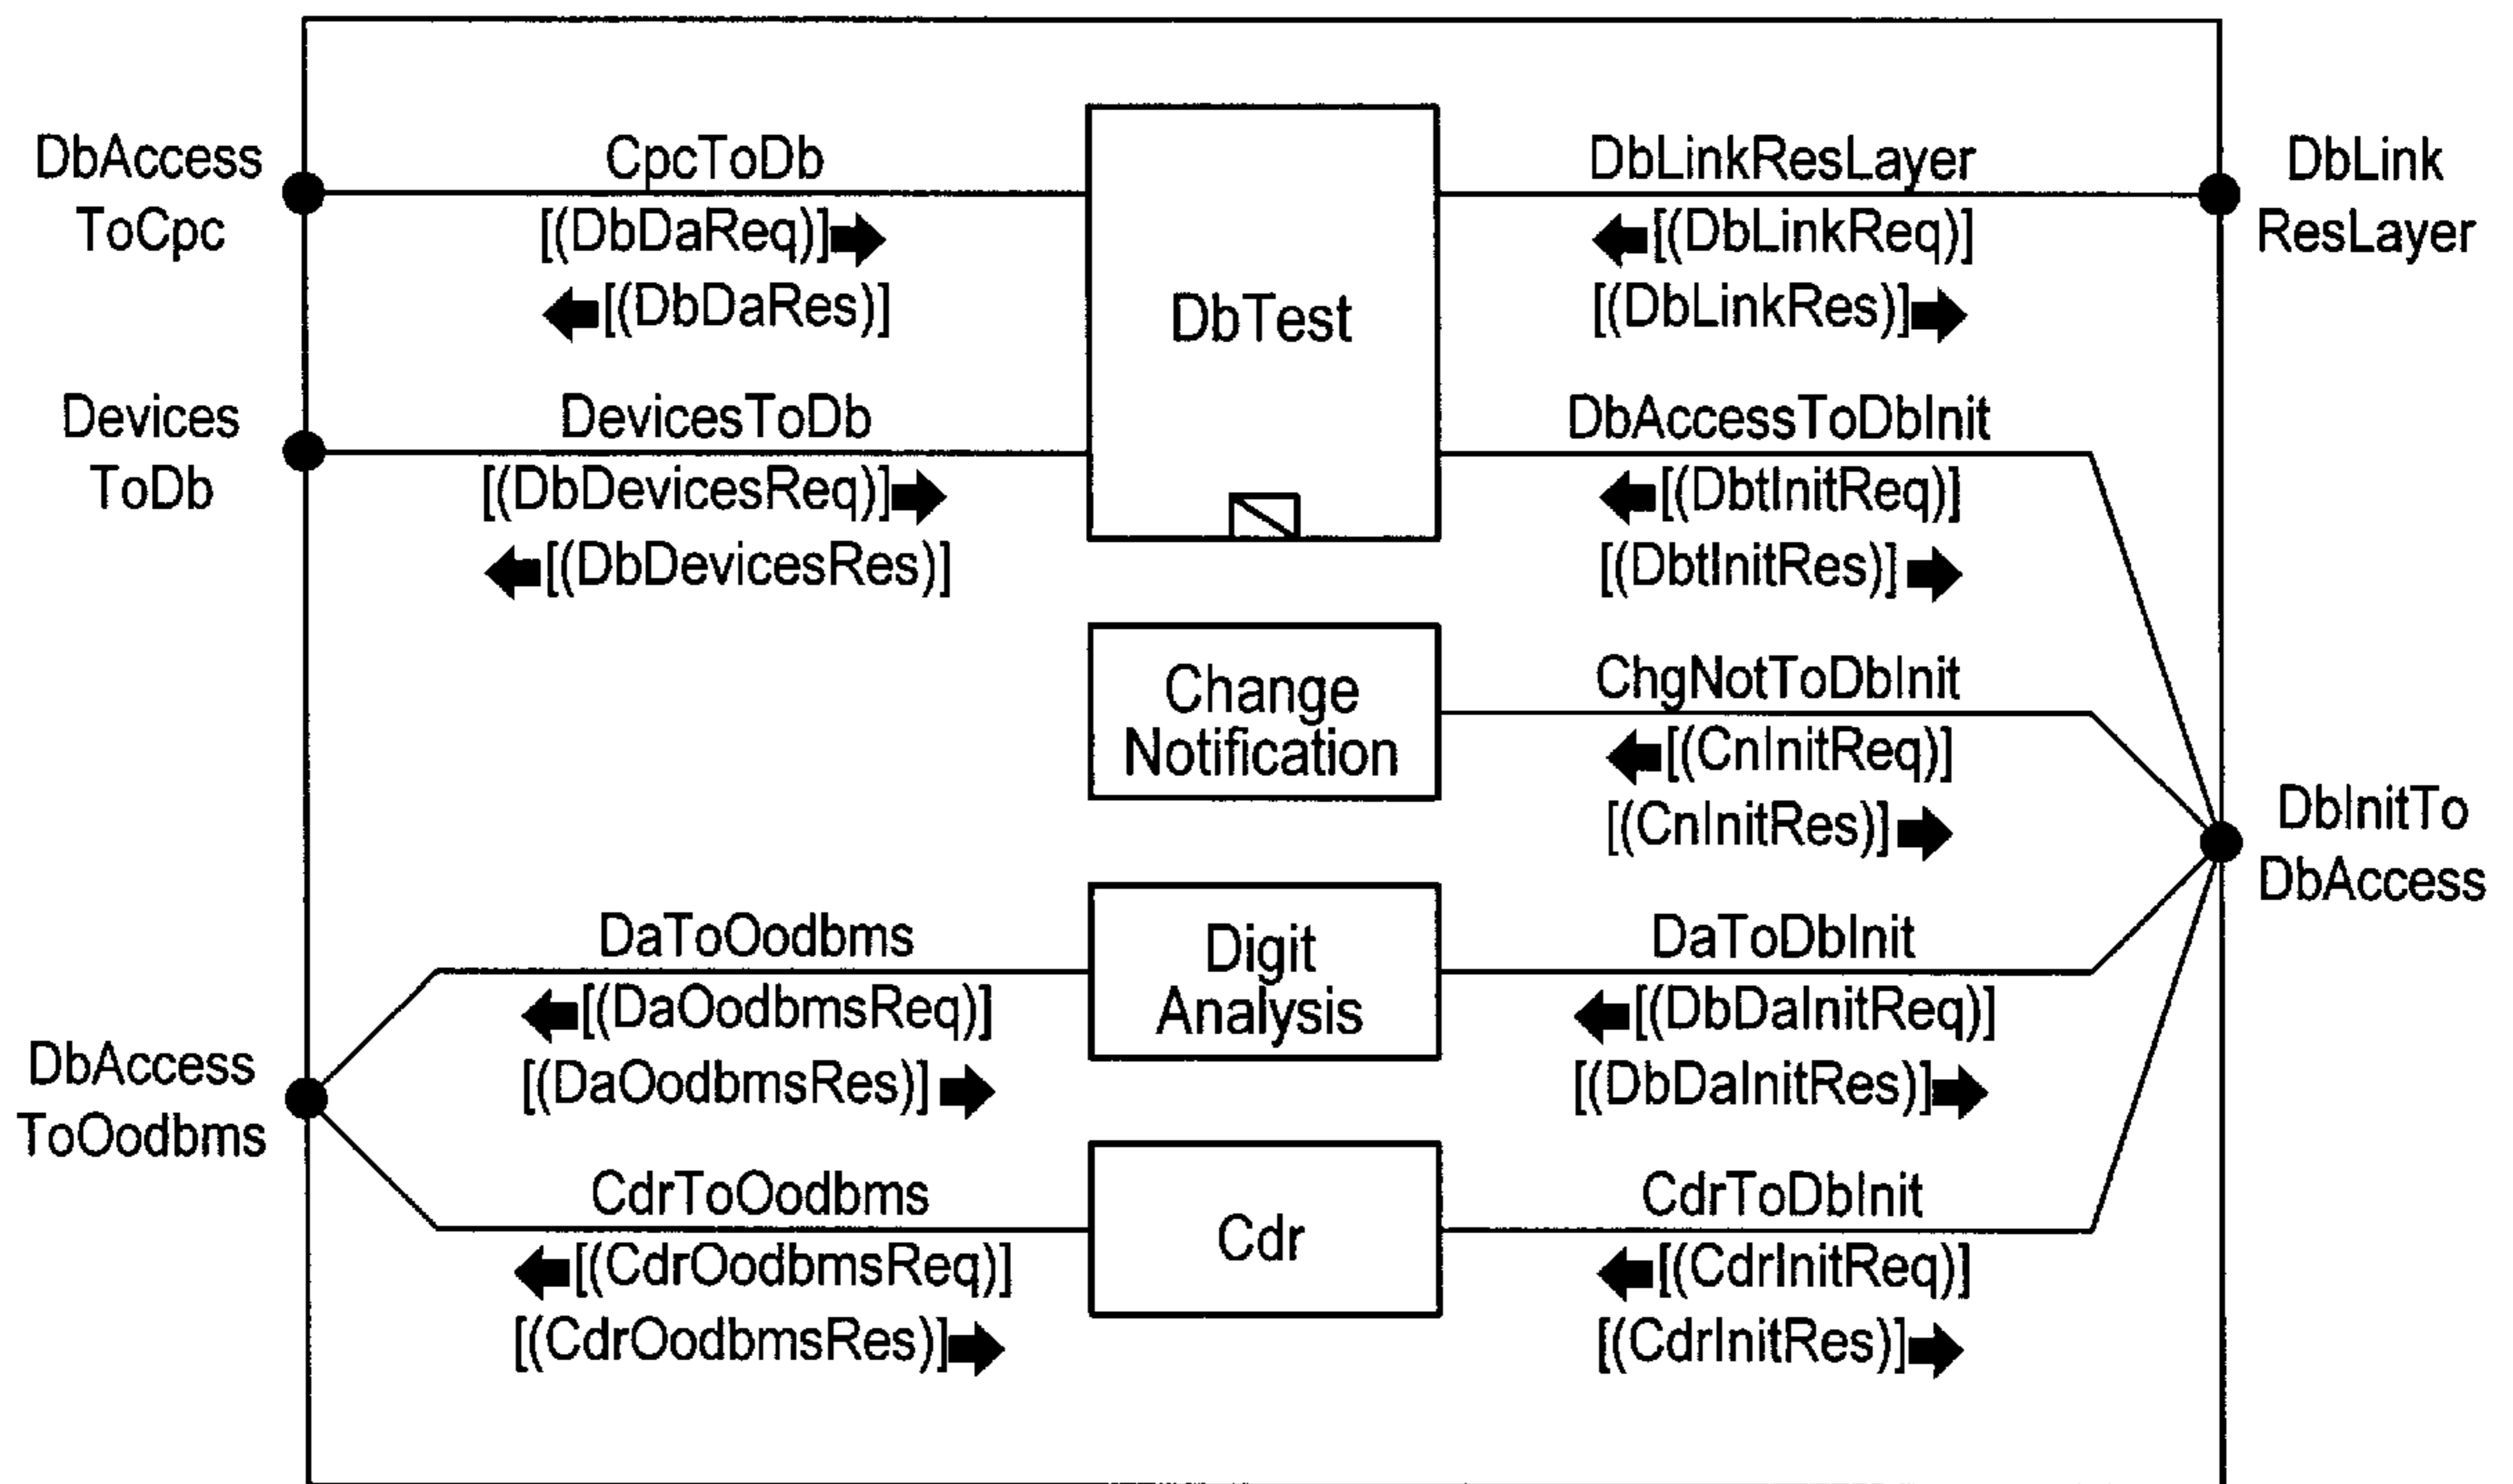 DbAccess
ToCpc
CpcToDb
[(DbDaReq)]
[(DbDaRes)]
DbTest
DbLinkResLayer
[(DbLinkReq)]
[(DbLinkRes)]
DbLink
ResLayer
Devices
ToDb
DevicesToDb
[(DbDevicesReq)]
[(DbDevicesRes)]
DbAccessToDbInit
[(DbtInitReq)]
[(DbtInitRes)]
Change
Notification
ChgNotToDbInit
[(CnInitReq)]
[(CnInitRes)]
DbInitTo
DbAccess
DbAccess
ToOodbms
DaToOodbms
[(DaOodbmsReq)]
[(DaOodbmsRes)]
Digit
Analysis
DaToDbInit
[(DbDaInitReq)]
[(DbDaInitRes)]
CdrToOodbms
[(CdrOodbmsReq)]
[(CdrOodbmsRes)]
Cdr
CdrToDbInit
[(CdrInitReq)]
[(CdrInitRes)]